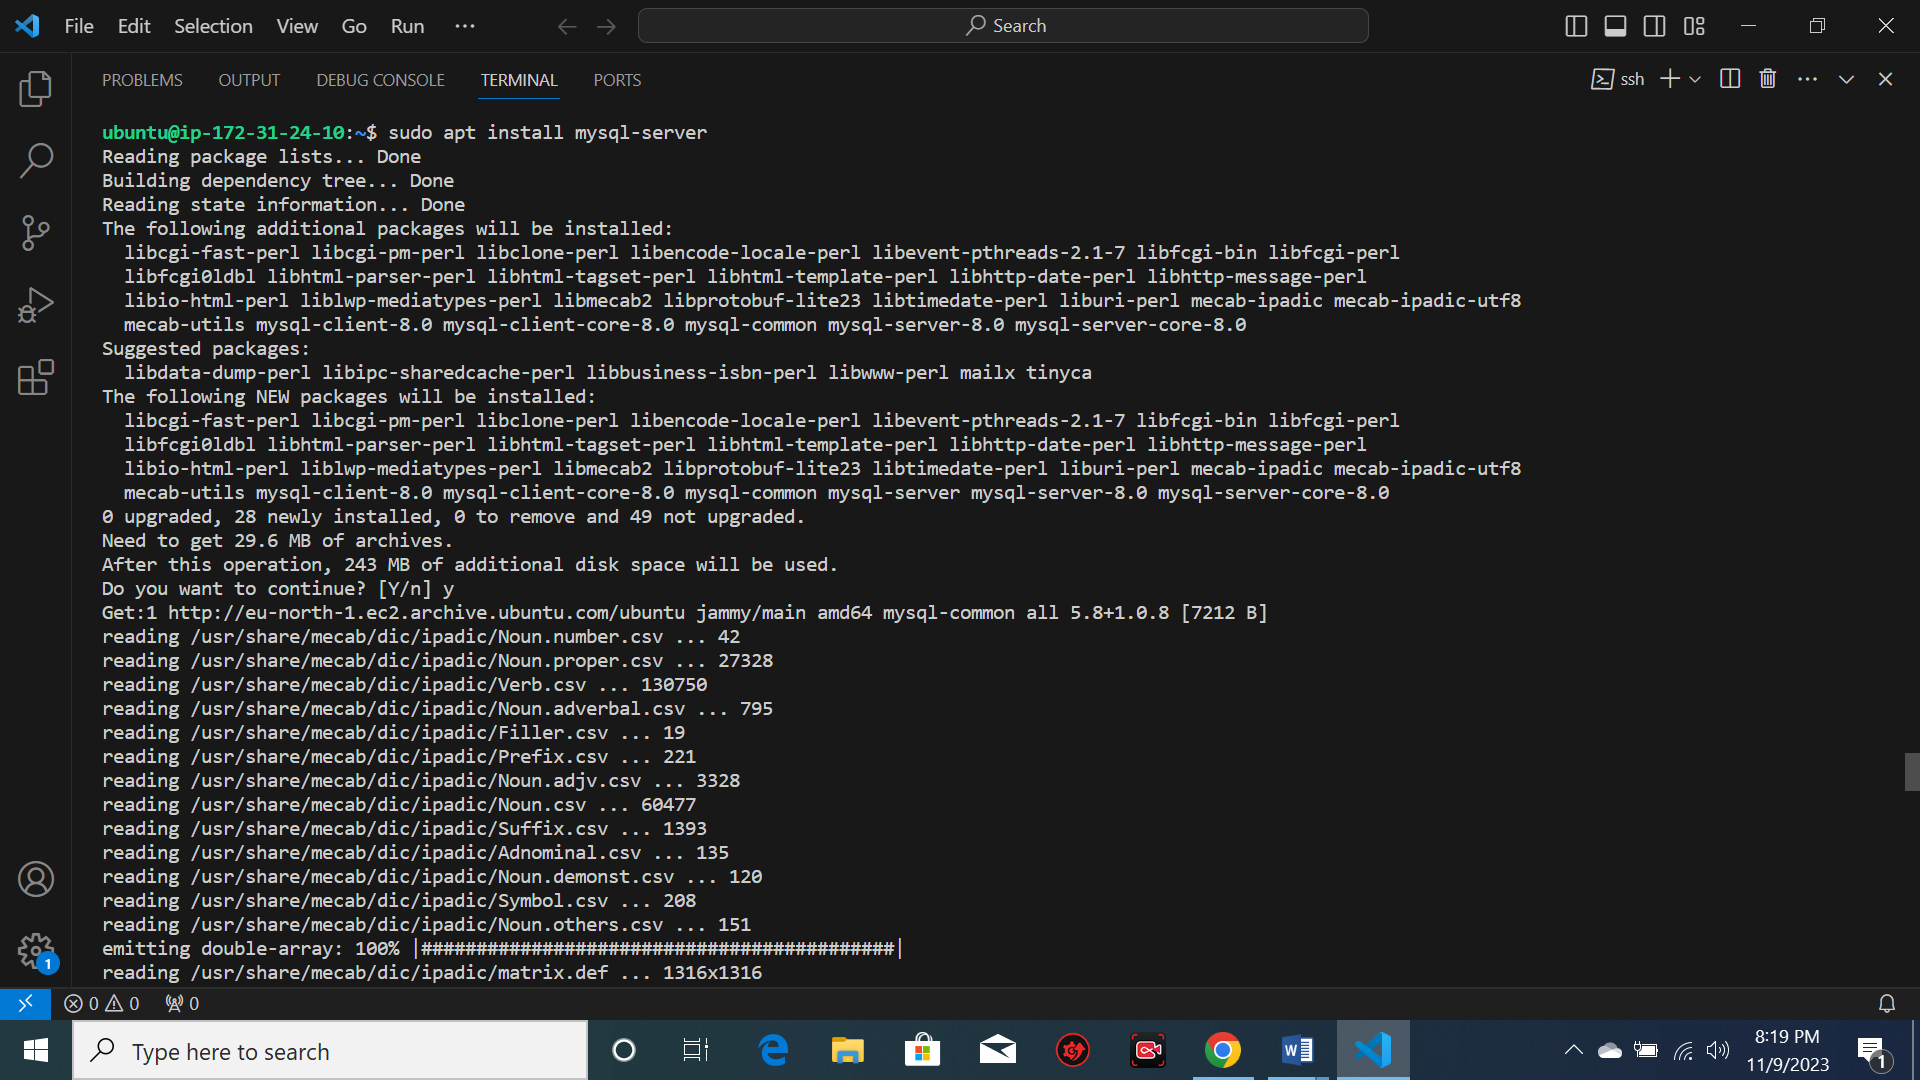 File Edit Selection View Go Run ··· Search
PROBLEMS OUTPUT DEBUG CONSOLE TERMINAL PORTS ssh
ubuntu@ip-172-31-24-10:~$ sudo apt install mysql-server
Reading package lists... Done
Building dependency tree... Done
Reading state information... Done
The following additional packages will be installed:
libcgi-fast-perl libcgi-pm-perl libclone-perl libencode-locale-perl libevent-pthreads-2.1-7 libfcgi-bin libfcgi-perl
libfcgi0ldbl libhtml-parser-perl libhtml-tagset-perl libhtml-template-perl libhttp-date-perl libhttp-message-perl
libio-html-perl liblwp-mediatypes-perl libmecab2 libprotobuf-lite23 libtimedate-perl liburi-perl mecab-ipadic mecab-ipadic-utf8
mecab-utils mysql-client-8.0 mysql-client-core-8.0 mysql-common mysql-server-8.0 mysql-server-core-8.0
Suggested packages:
libdata-dump-perl libipc-sharedcache-perl libbusiness-isbn-perl libwww-perl mailx tinyca
The following NEW packages will be installed:
libcgi-fast-perl libcgi-pm-perl libclone-perl libencode-locale-perl libevent-pthreads-2.1-7 libfcgi-bin libfcgi-perl
libfcgi0ldbl libhtml-parser-perl libhtml-tagset-perl libhtml-template-perl libhttp-date-perl libhttp-message-perl
libio-html-perl liblwp-mediatypes-perl libmecab2 libprotobuf-lite23 libtimedate-perl liburi-perl mecab-ipadic mecab-ipadic-utf8
mecab-utils mysql-client-8.0 mysql-client-core-8.0 mysql-common mysql-server mysql-server-8.0 mysql-server-core-8.0
0 upgraded, 28 newly installed, 0 to remove and 49 not upgraded.
Need to get 29.6 MB of archives.
After this operation, 243 MB of additional disk space will be used.
Do you want to continue? [Y/n] y
Get:1 http://eu-north-1.ec2.archive.ubuntu.com/ubuntu jammy/main amd64 mysql-common all 5.8+1.0.8 [7212 B]
reading /usr/share/mecab/dic/ipadic/Noun.number.csv ... 42
reading /usr/share/mecab/dic/ipadic/Noun.proper.csv ... 27328
reading /usr/share/mecab/dic/ipadic/Verb.csv ... 130750
reading /usr/share/mecab/dic/ipadic/Noun.adverbal.csv ... 795
reading /usr/share/mecab/dic/ipadic/Filler.csv ... 19
reading /usr/share/mecab/dic/ipadic/Prefix.csv ... 221
reading /usr/share/mecab/dic/ipadic/Noun.adjv.csv ... 3328
reading /usr/share/mecab/dic/ipadic/Noun.csv ... 60477
reading /usr/share/mecab/dic/ipadic/Suffix.csv ... 1393
reading /usr/share/mecab/dic/ipadic/Adnominal.csv ... 135
reading /usr/share/mecab/dic/ipadic/Noun.demonst.csv ... 120
reading /usr/share/mecab/dic/ipadic/Symbol.csv ... 208
reading /usr/share/mecab/dic/ipadic/Noun.others.csv ... 151
emitting double-array: 100% |###########################################|
reading /usr/share/mecab/dic/ipadic/matrix.def ... 1316x1316
1
0 0 0
Type here to search
8:19 PM
11/9/2023
1